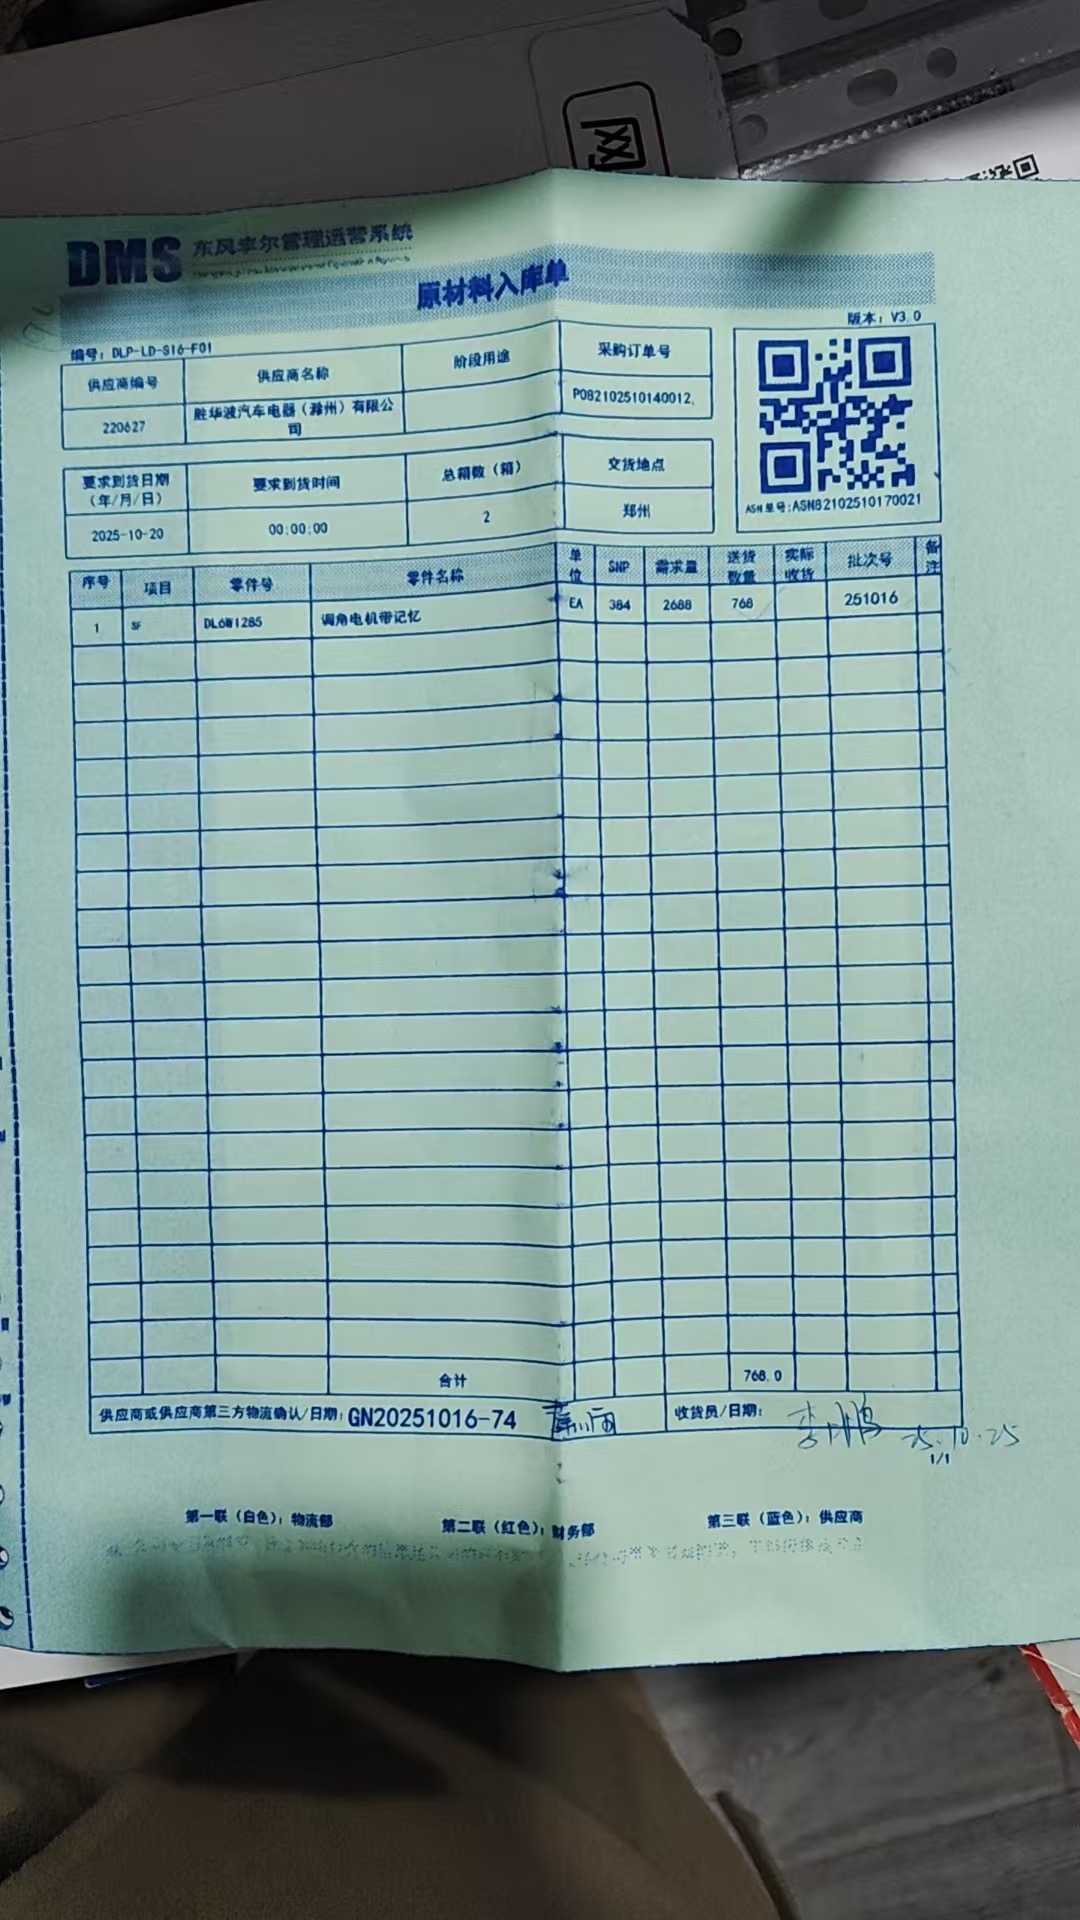 DMS 东风李尔管理运营系统
原材料入库单
编号：DLP-LD-S16-F01
版本：V3.0
供应商编号 供应商名称 阶段用途 采购订单号
220627 胜华波汽车电器（滁州）有限公司 PO82102510140012,
要求到货日期（年/月/日） 要求到货时间 总箱数（箱） 交货地点
2025-10-20 00:00:00 2 郑州
ASN单号:ASN82102510170021
序号 项目 零件号 零件名称 单位 SNP 需求量 送货数量 实际收货 批次号 备注
1 SF DL6W1285 调角电机带记忆 EA 384 2688 768 251016
合计 768.0
供应商或供应商第三方物流确认/日期: GN20251016-74
收货员/日期: 25.10.25
1/1
第一联（白色）：物流部 第二联（红色）：财务部 第三联（蓝色）：供应商